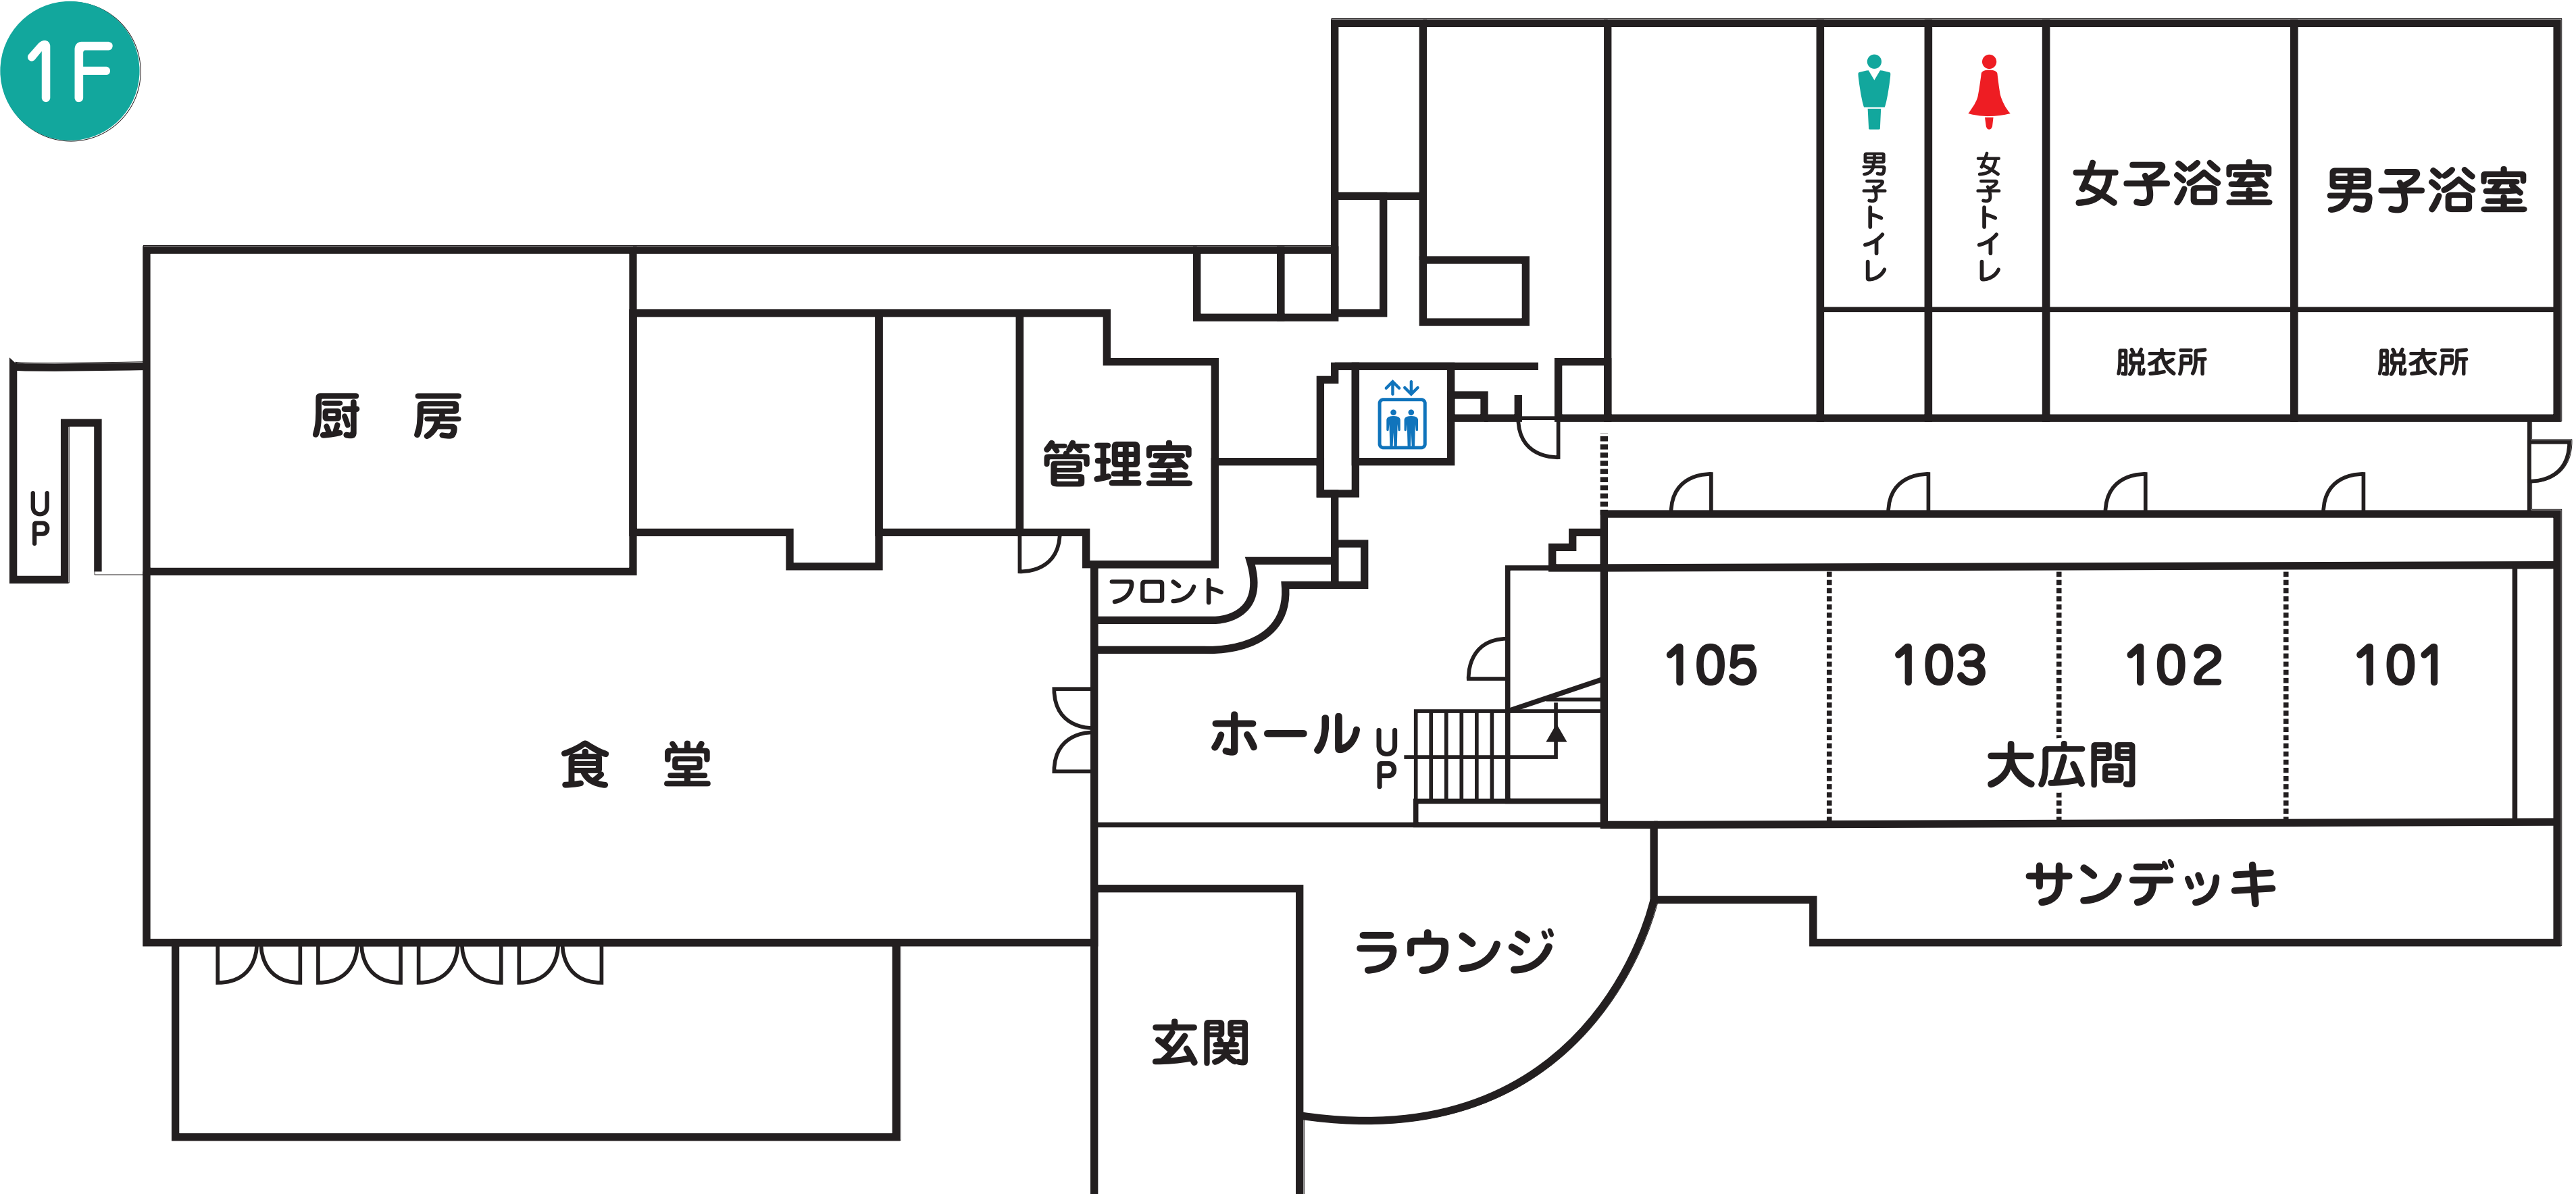 1F
男子トイレ
女子トイレ
女子浴室
男子浴室
脱衣所
脱衣所
厨 房
管理室
UP
フロント
105
103
102
101
ホール
UP
大広間
食 堂
サンデッキ
ラウンジ
玄関